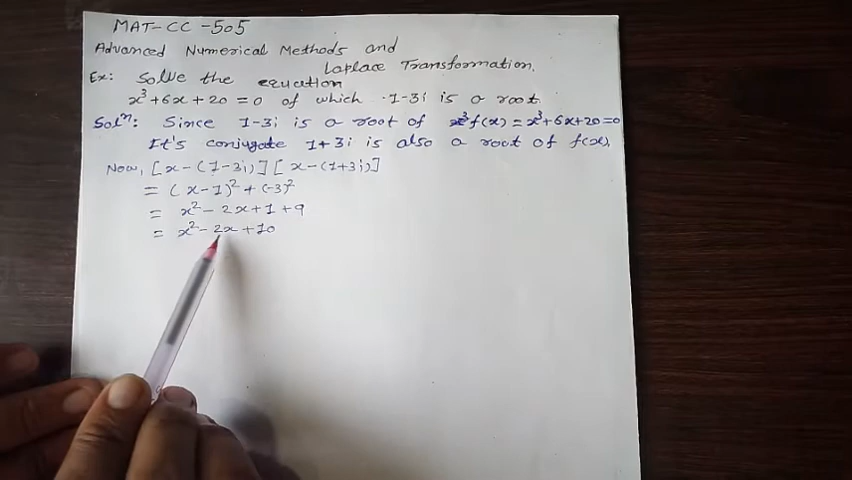 MAT-CC-505
Advanced Numerical Methods and
Laplace Transformation.
Ex: Solve the equation
x³+6x+20=0 of which 1-3i is a root.
Solⁿ: Since 1-3i is a root of f(x)=x³+6x+20=0
It's conjugate 1+3i is also a root of f(x).
Now, [x-(1-3i)][x-(1+3i)]
= (x-1)²+(-3)²
= x²-2x+1+9
= x²-2x+10